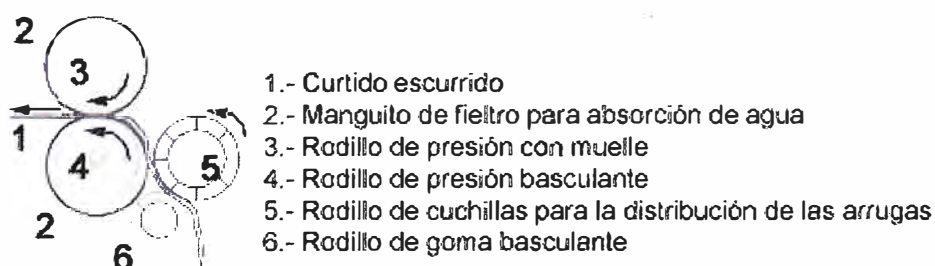 2
3
1
4
5
2
6
1.- Curtido escurrido
2.- Manguito de fieltro para absorción de agua
3.- Rodillo de presión con muelle
4.- Rodillo de presión basculante
5.- Rodillo de cuchillas para la distribución de las arrugas
6.- Rodillo de goma basculante